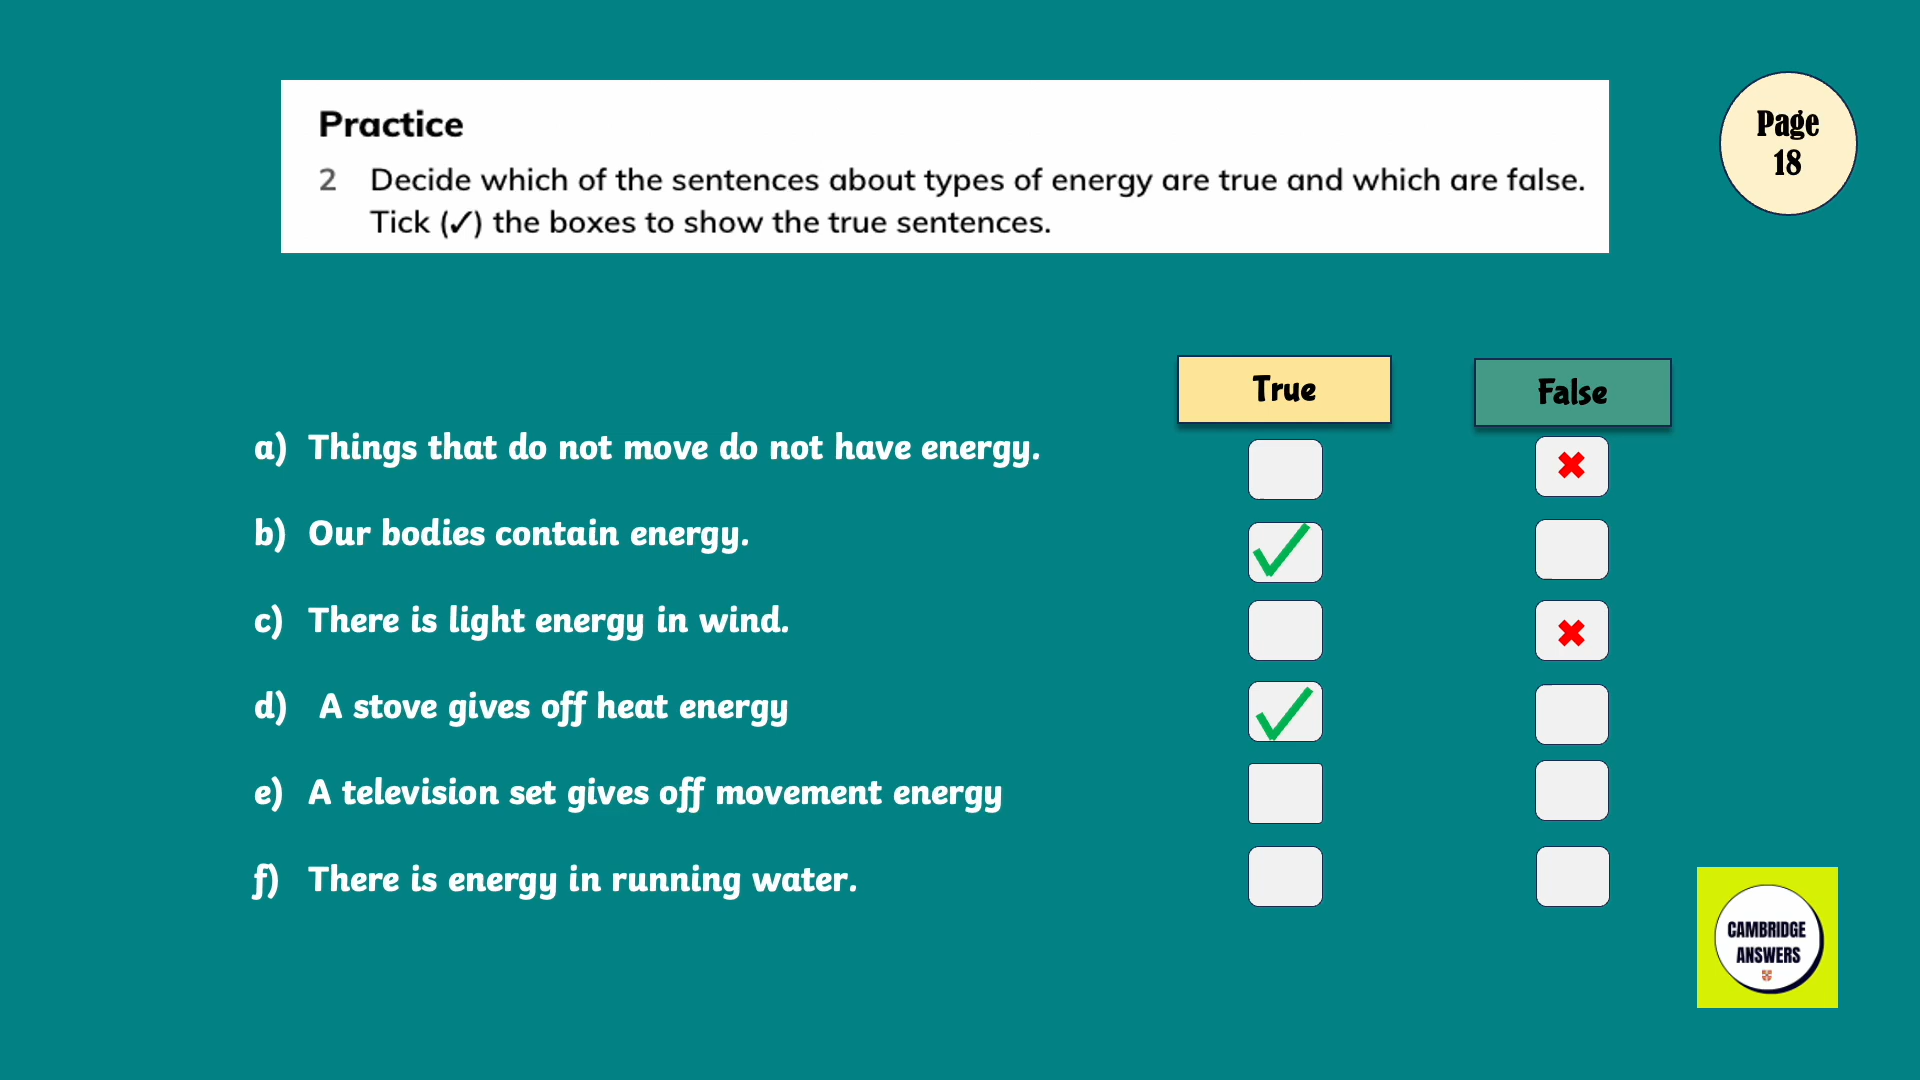 Practice
2 Decide which of the sentences about types of energy are true and which are false.
Tick (✓) the boxes to show the true sentences.
Page
18
True
False
a) Things that do not move do not have energy.
b) Our bodies contain energy.
c) There is light energy in wind.
d) A stove gives off heat energy
e) A television set gives off movement energy
f) There is energy in running water.
CAMBRIDGE
ANSWERS